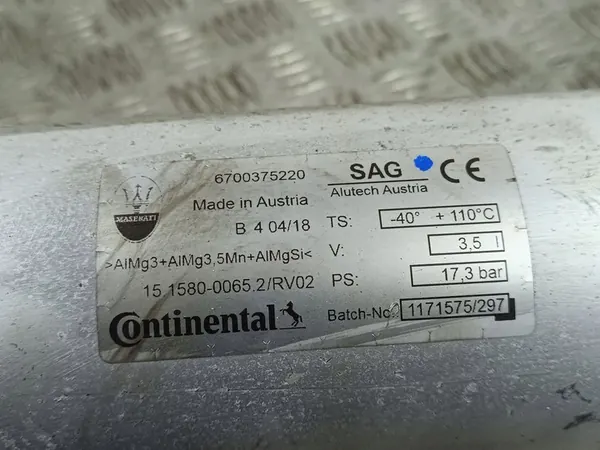 MASERATI
6700375220
Made in Austria
B 4 04/18
>AlMg3+AlMg3,5Mn+AlMgSi<
15 1580-0065.2/RV02
Continental
SAG CE
Alutech Austria
TS: -40° + 110°C
V: 3,5 l
PS: 17,3 bar
Batch-No: 1171575/297